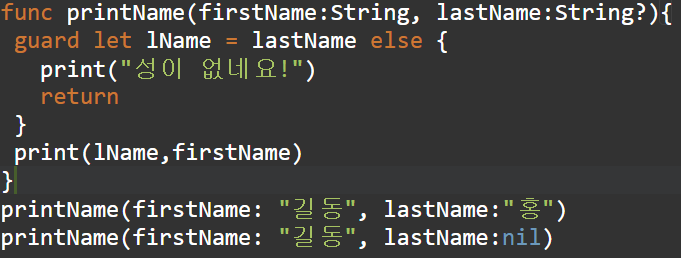 func printName(firstName:String, lastName:String?){
 guard let lName = lastName else {
   print("성이 없네요!")
   return
 }
 print(lName,firstName)
}
printName(firstName: "길동", lastName:"홍")
printName(firstName: "길동", lastName:nil)